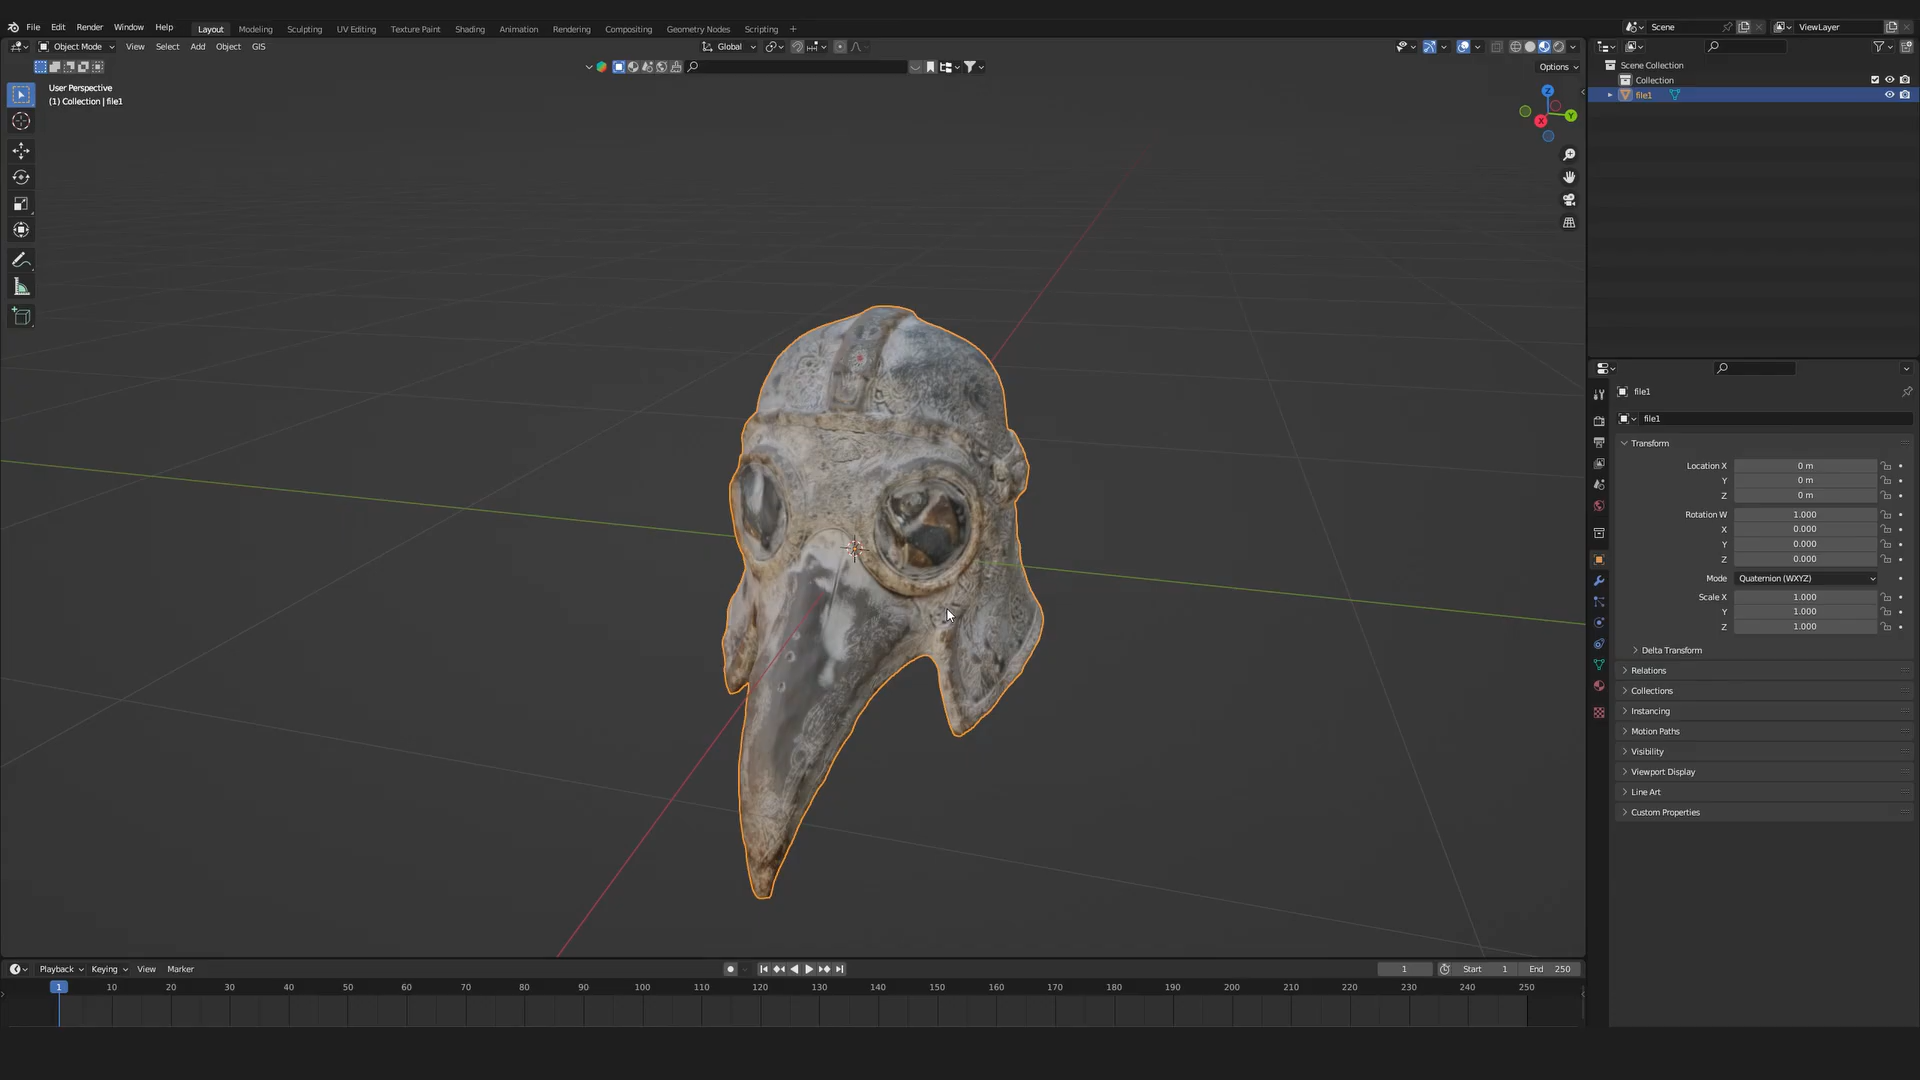 File Edit Render Window Help Layout Modeling Sculpting UV Editing Texture Paint Shading Animation Rendering Compositing Geometry Nodes Scripting + Scene ViewLayer
Object Mode View Select Add Object GIS Global
Options
User Perspective
(1) Collection | file1
Z
Y
X
Scene Collection
Collection
file1
file1
file1
Transform
Location X 0 m
Y 0 m
Z 0 m
Rotation W 1.000
X 0.000
Y 0.000
Z 0.000
Mode Quaternion (WXYZ)
Scale X 1.000
Y 1.000
Z 1.000
Delta Transform
Relations
Collections
Instancing
Motion Paths
Visibility
Viewport Display
Line Art
Custom Properties
Playback Keying View Marker 1 Start 1 End 250
1 10 20 30 40 50 60 70 80 90 100 110 120 130 140 150 160 170 180 190 200 210 220 230 240 250